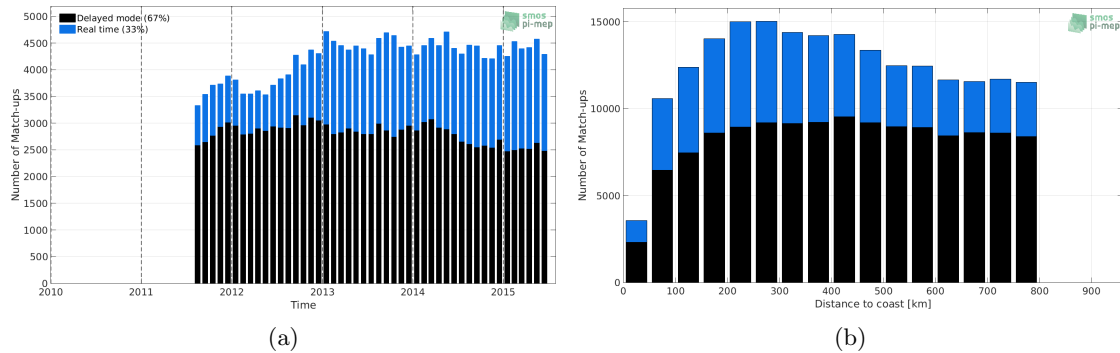 Delayed mode (67%)
Real time (33%)
smos
pi-mep
Number of Match-ups
5000
4500
4000
3500
3000
2500
2000
1500
1000
500
0
2010
2011
2012
2013
2014
2015
Time
(a)
smos
pi-mep
Number of Match-ups
15000
10000
5000
0
0
100
200
300
400
500
600
700
800
900
Distance to coast [km]
(b)